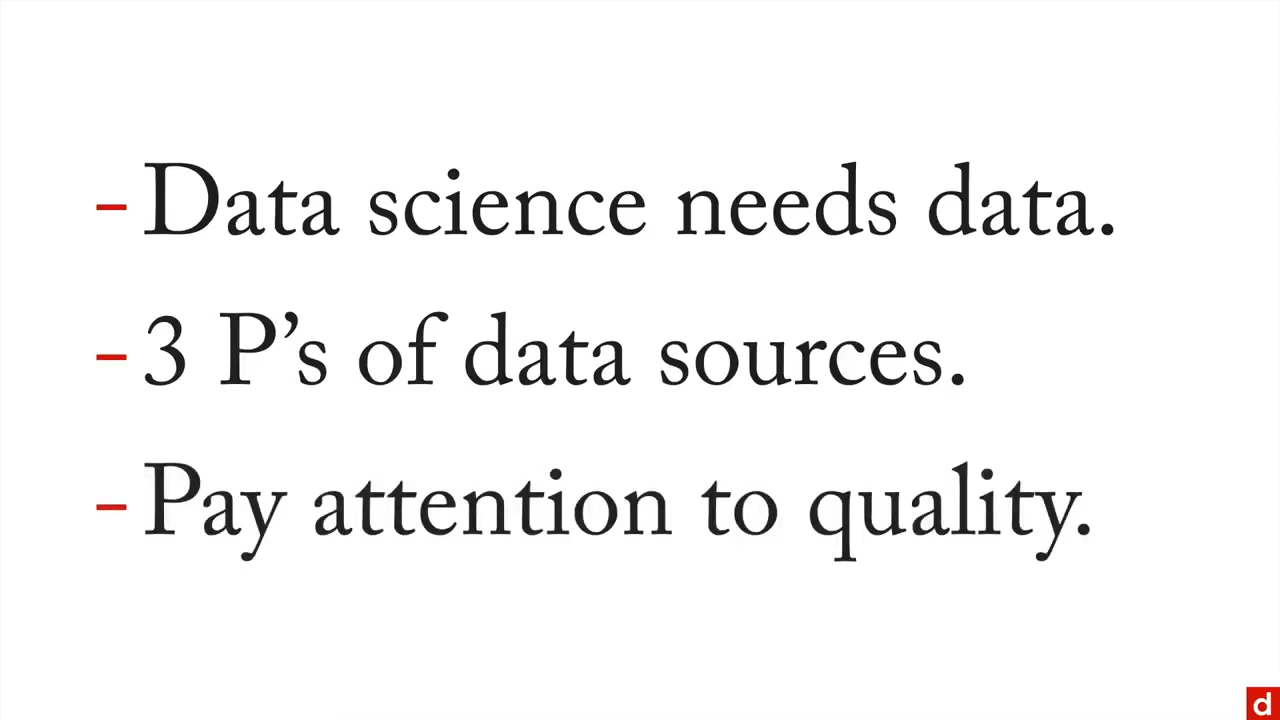 - Data science needs data.
- 3 P’s of data sources.
- Pay attention to quality.
d